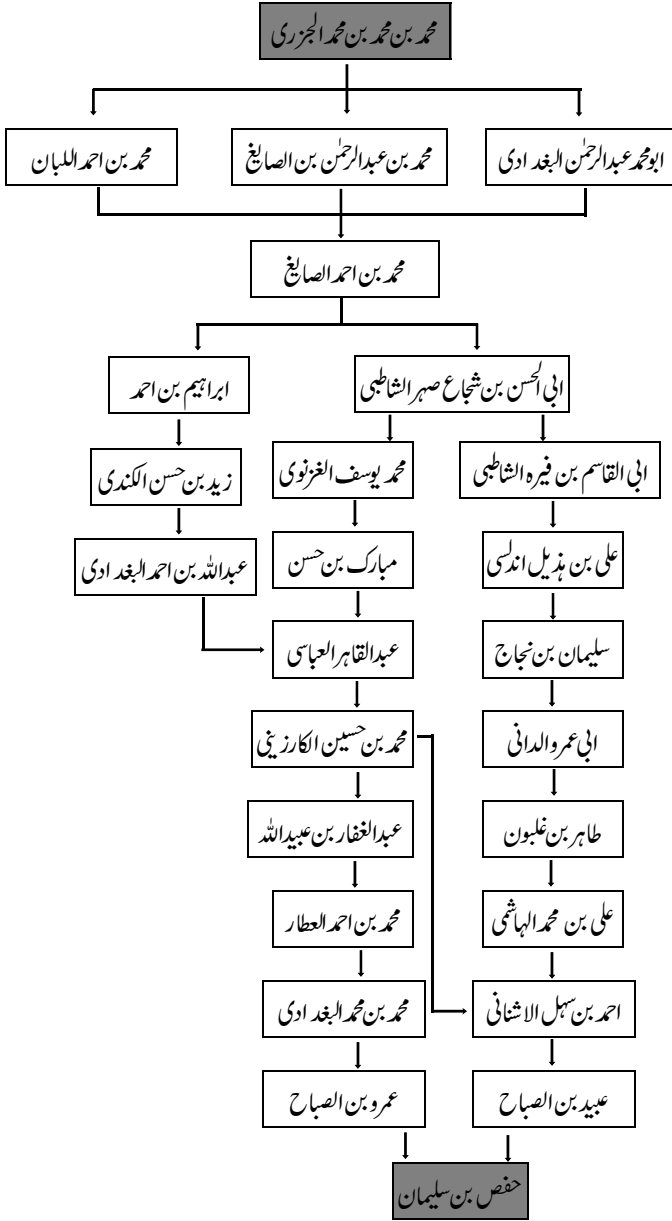 محمد بن محمد بن محمد الجزری
ابو محمد عبدالرحمٰن البغدادی
محمد بن عبدالرحمٰن بن الصایغ
محمد بن احمد اللبان
محمد بن احمد الصایغ
ابی الحسن بن شجاع صہر الشاطبی
ابراہیم بن احمد
ابی القاسم بن فیرہ الشاطبی
محمد یوسف الغزنوی
زید بن حسن الکندی
علی بن ہذیل اندلسی
مبارک بن حسن
عبداللہ بن احمد البغدادی
سلیمان بن نجاح
عبدالقاہر العباسی
ابی عمرو الدانی
محمد بن حسین الکارزینی
طاہر بن غلبون
عبدالغفار بن عبیداللہ
علی بن محمد الہاشمی
محمد بن احمد العطار
احمد بن سہل الاشنانی
محمد بن محمد البغدادی
عبید بن الصباح
عمرو بن الصباح
حفص بن سلیمان